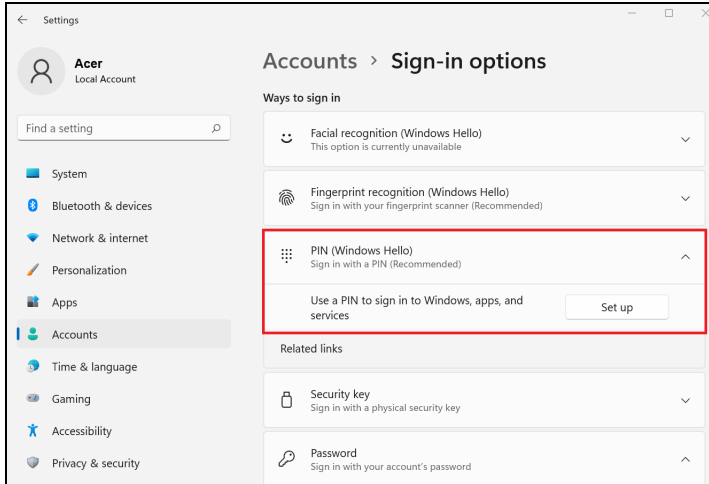 Settings
Acer
Local Account
Find a setting
System
Bluetooth & devices
Network & internet
Personalization
Apps
Accounts
Time & language
Gaming
Accessibility
Privacy & security
Accounts > Sign-in options
Ways to sign in
Facial recognition (Windows Hello)
This option is currently unavailable
Fingerprint recognition (Windows Hello)
Sign in with your fingerprint scanner (Recommended)
PIN (Windows Hello)
Sign in with a PIN (Recommended)
Use a PIN to sign in to Windows, apps, and
services
Set up
Related links
Security key
Sign in with a physical security key
Password
Sign in with your account's password